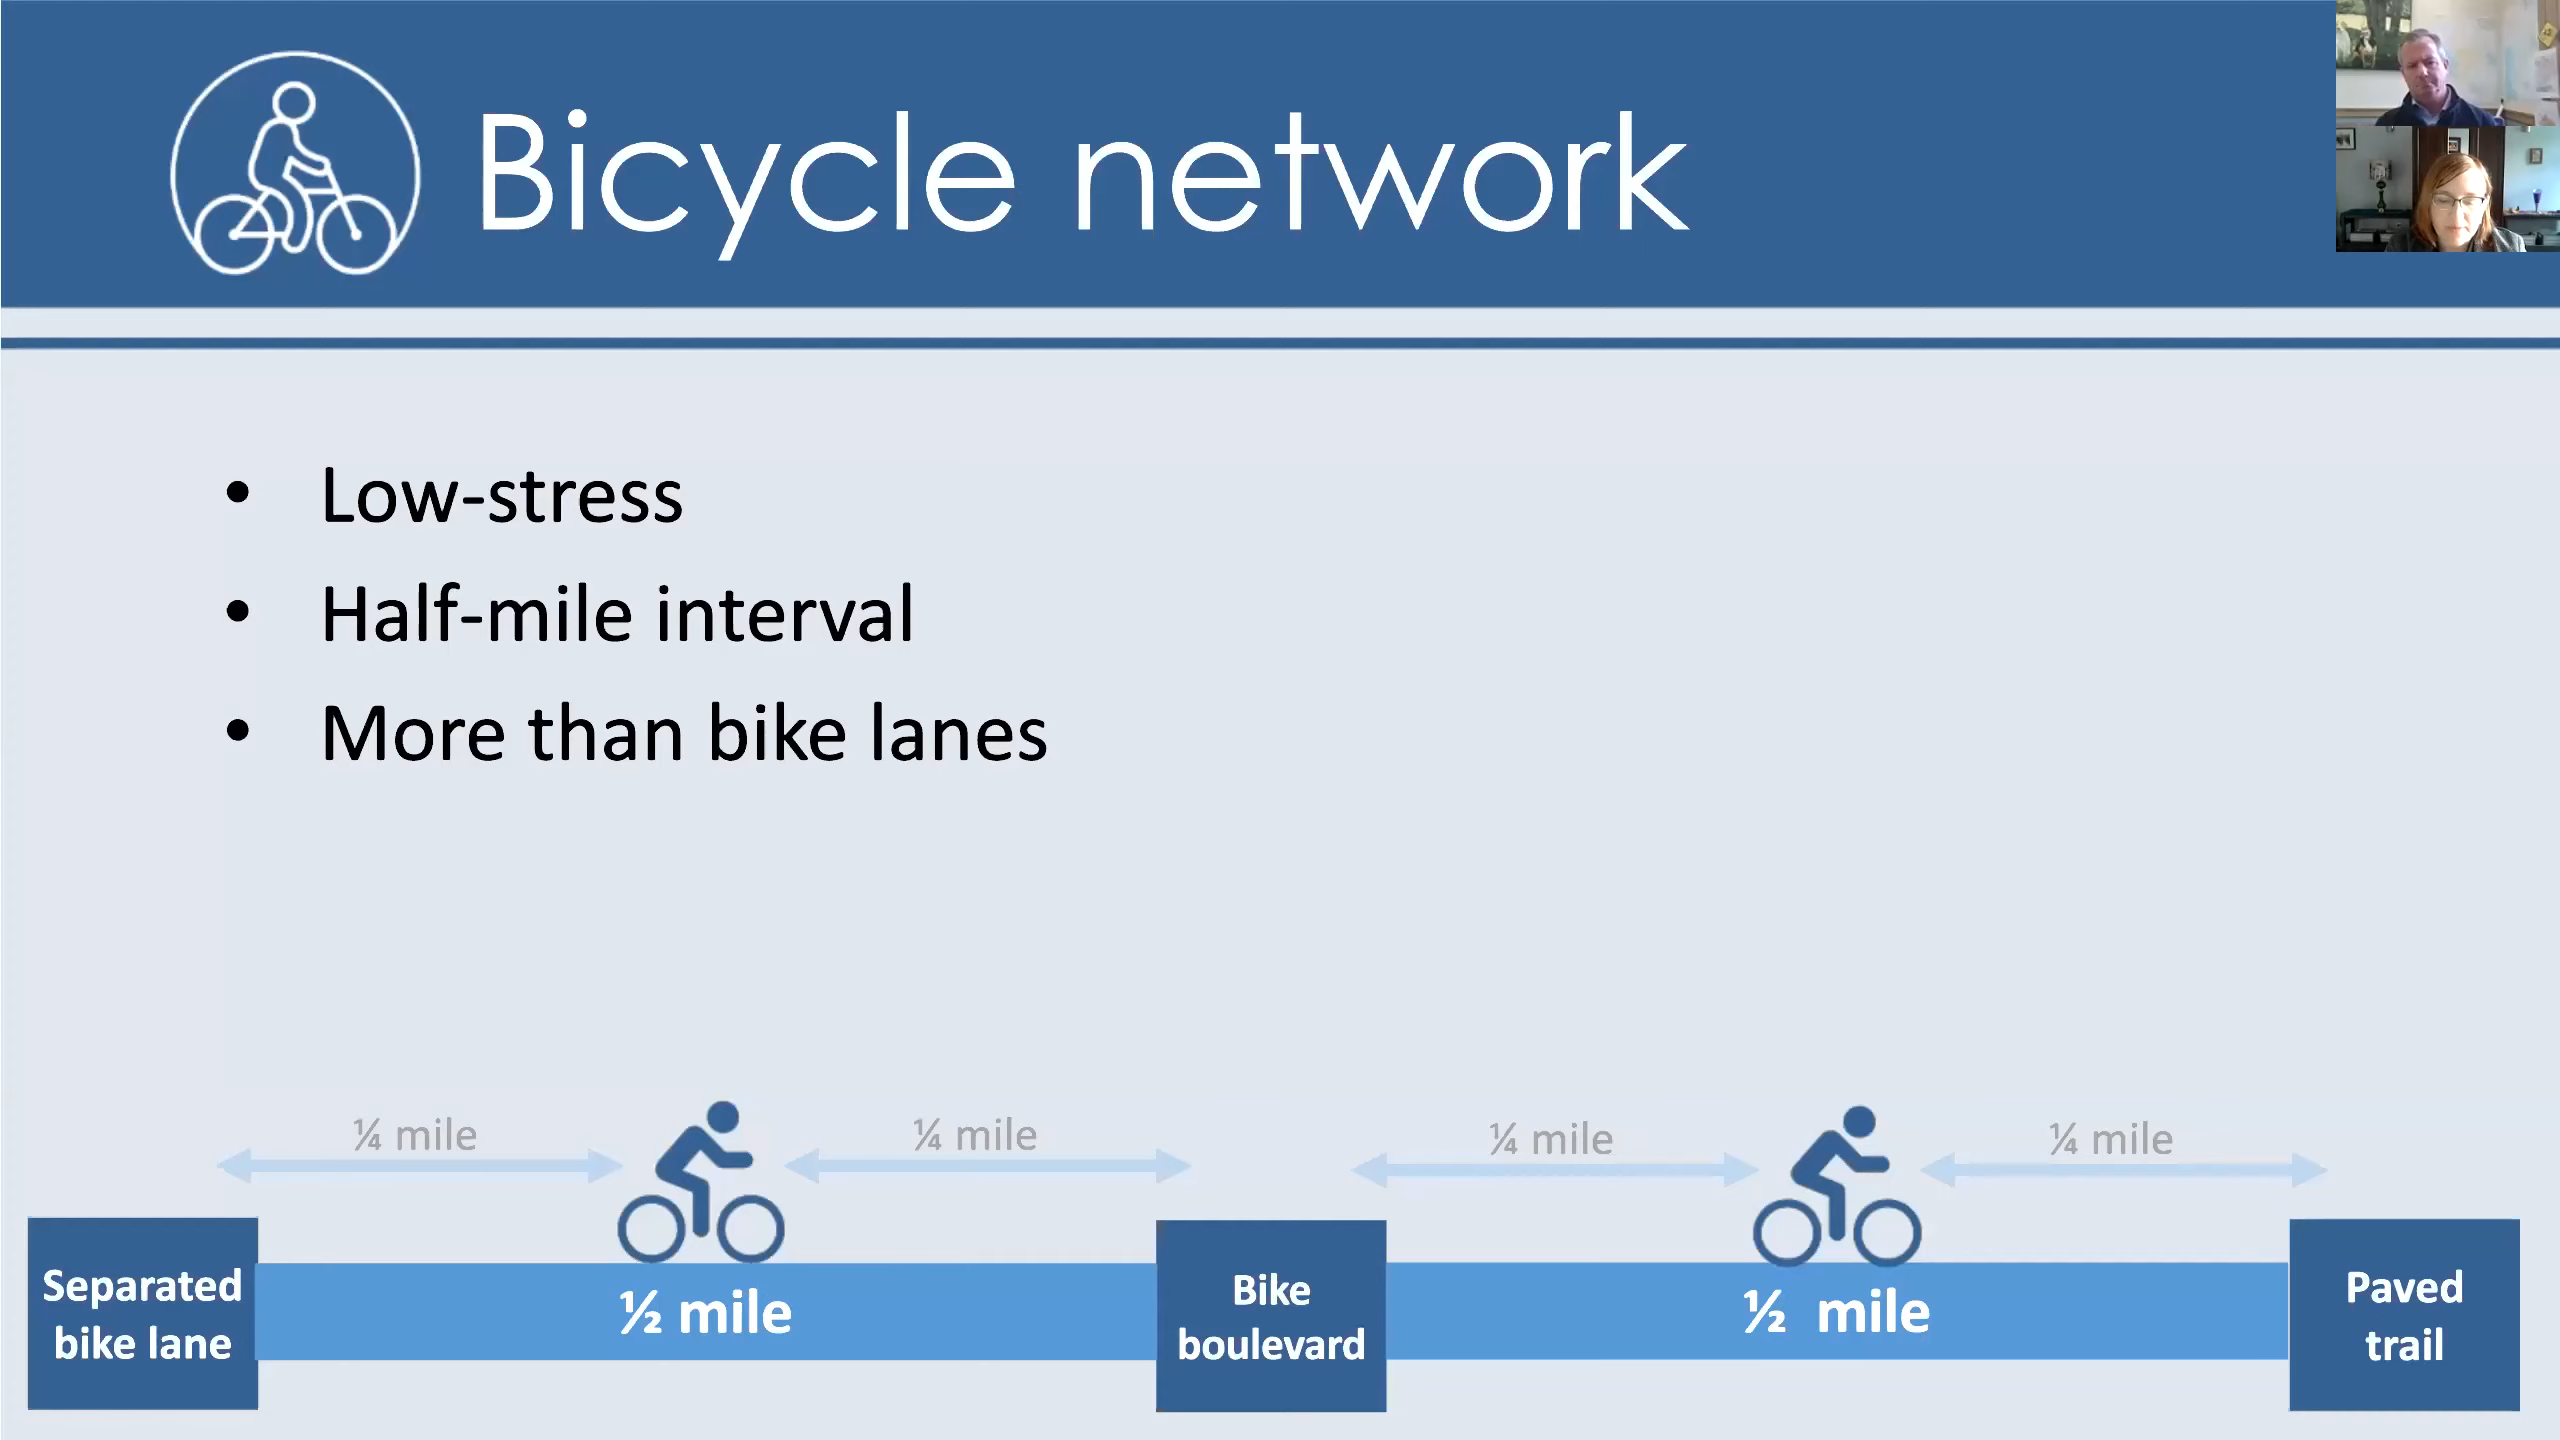 Bicycle network
• Low-stress
• Half-mile interval
• More than bike lanes
¼ mile
¼ mile
¼ mile
¼ mile
Separated
bike lane
½ mile
Bike
boulevard
½ mile
Paved
trail